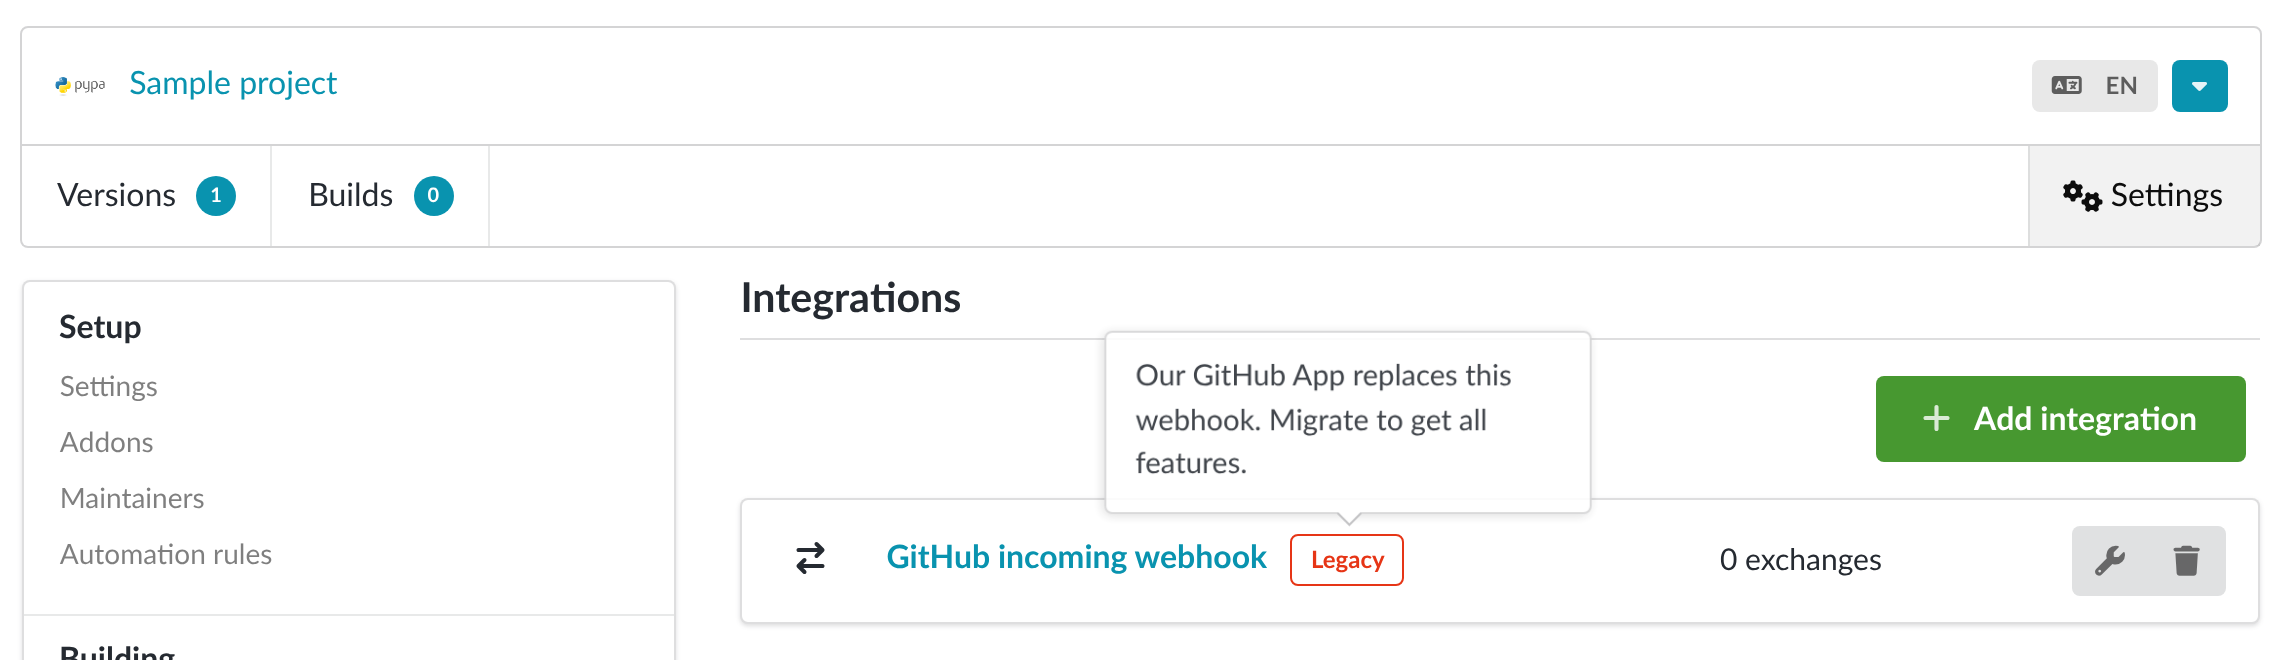 pypa Sample project
EN
Versions 1
Builds 0
Settings
Setup
Settings
Addons
Maintainers
Automation rules
Building
Integrations
Our GitHub App replaces this
webhook. Migrate to get all
features.
+ Add integration
GitHub incoming webhook Legacy
0 exchanges